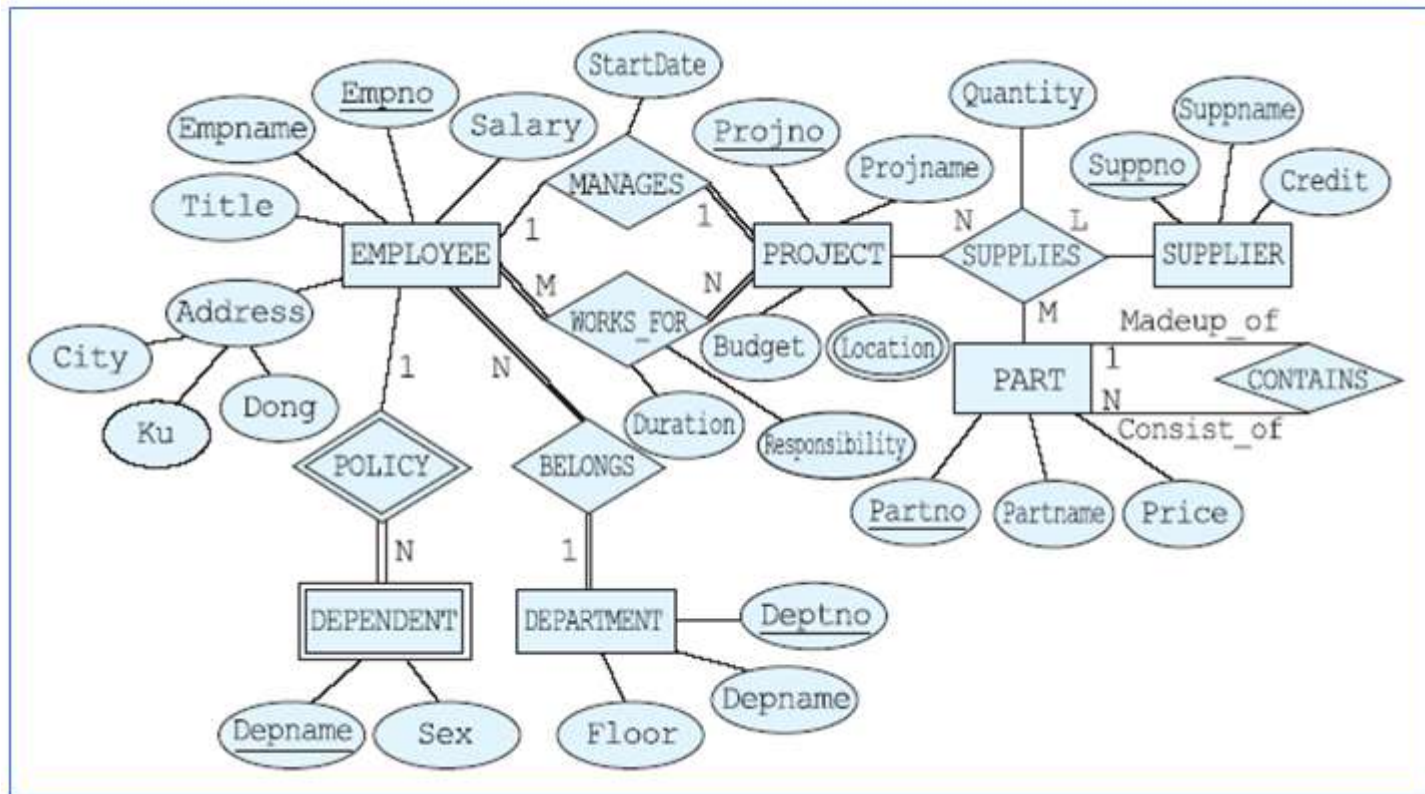 StartDate
Empno
Quantity
Suppname
Empname
Salary
Projno
Suppno
Projname
Credit
Title
MANAGES
1
1
N
L
EMPLOYEE
PROJECT
SUPPLIES
SUPPLIER
M
N
M
Address
WORKS_FOR
Budget
Location
Madeup_of
City
1
N
1
PART
CONTAINS
Ku
Dong
Duration
N
Consist_of
POLICY
BELONGS
Responsibility
Partno
Partname
Price
N
1
DEPENDENT
DEPARTMENT
Deptno
Depname
Depname
Sex
Floor